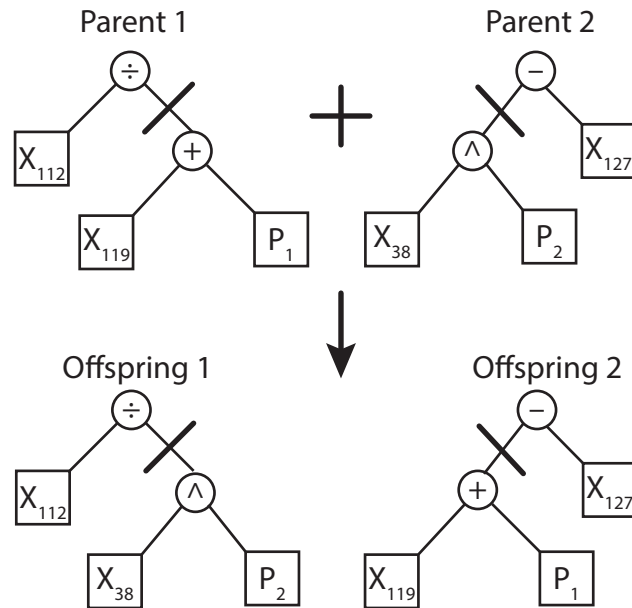 Parent 1 Parent 2
÷ −
+
X112 + ^ X127
X119 P1 X38 P2
Offspring 1 Offspring 2
÷ −
X112 ^ + X127
X38 P2 X119 P1